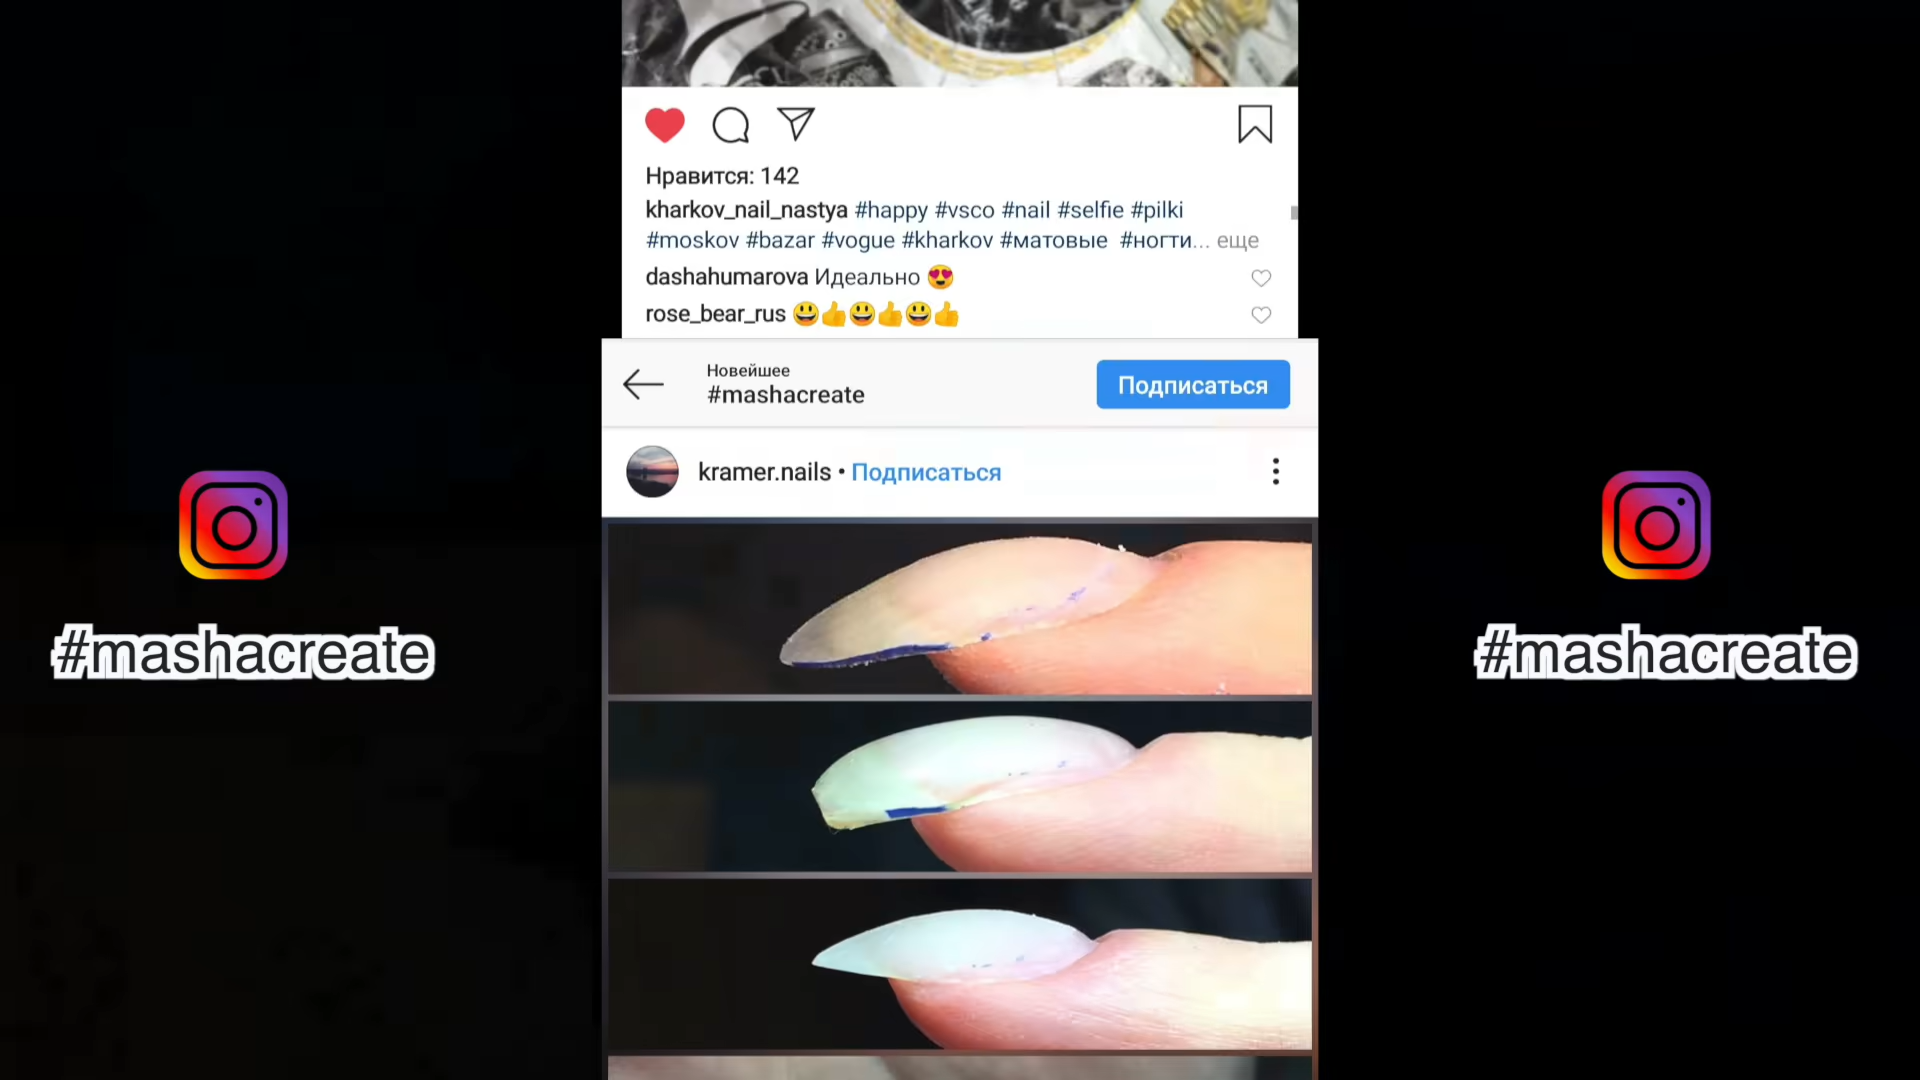 Нравится: 142
kharkov_nail_nastya #happy #vsco #nail #selfie #pilki
#moskov #bazar #vogue #kharkov #матовые #ногти... еще
dashahumarova Идеально 😍
rose_bear_rus 😃👍😃👍😃👍
Новейшее
#mashacreate
Подписаться
kramer.nails • Подписаться
#mashacreate
#mashacreate